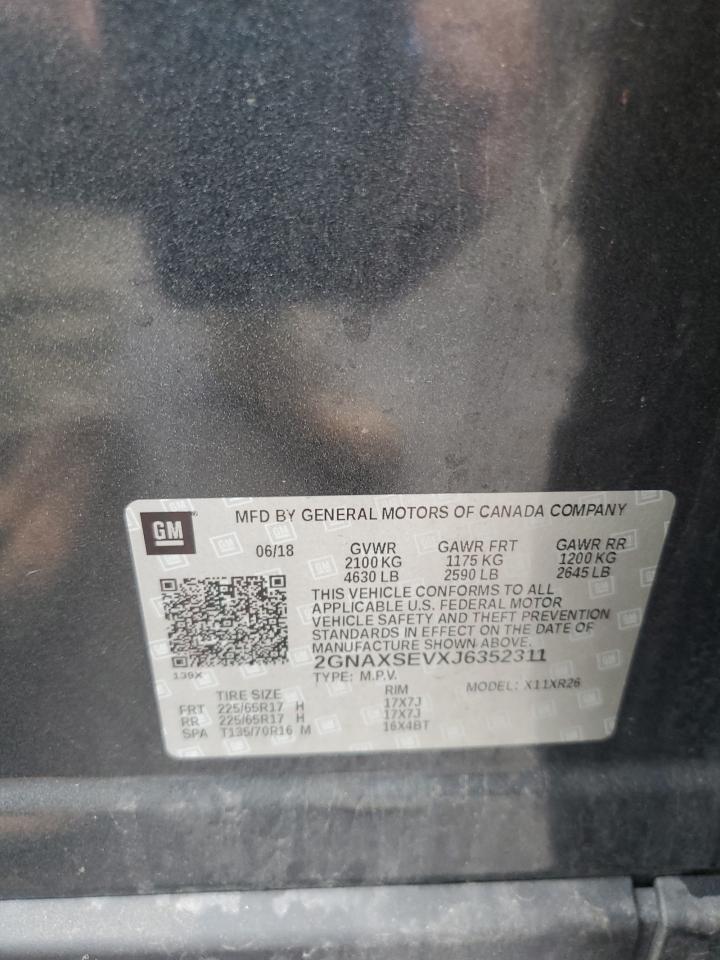 GM
MFD BY GENERAL MOTORS OF CANADA COMPANY
06/18 GVWR GAWR FRT GAWR RR
2100 KG 1175 KG 1200 KG
4630 LB 2590 LB 2645 LB
THIS VEHICLE CONFORMS TO ALL
APPLICABLE U.S. FEDERAL MOTOR
VEHICLE SAFETY AND THEFT PREVENTION
STANDARDS IN EFFECT ON THE DATE OF
MANUFACTURE SHOWN ABOVE.
2GNAXSEVXJ6352311
139X TYPE: M.P.V. MODEL: X11XR26
TIRE SIZE RIM
FRT 225/65R17 H 17X7J
RR 225/65R17 H 17X7J
SPA T135/70R16 M 16X4BT